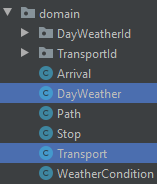 domain
DayWeatherId
TransportId
Arrival
DayWeather
Path
Stop
Transport
WeatherCondition